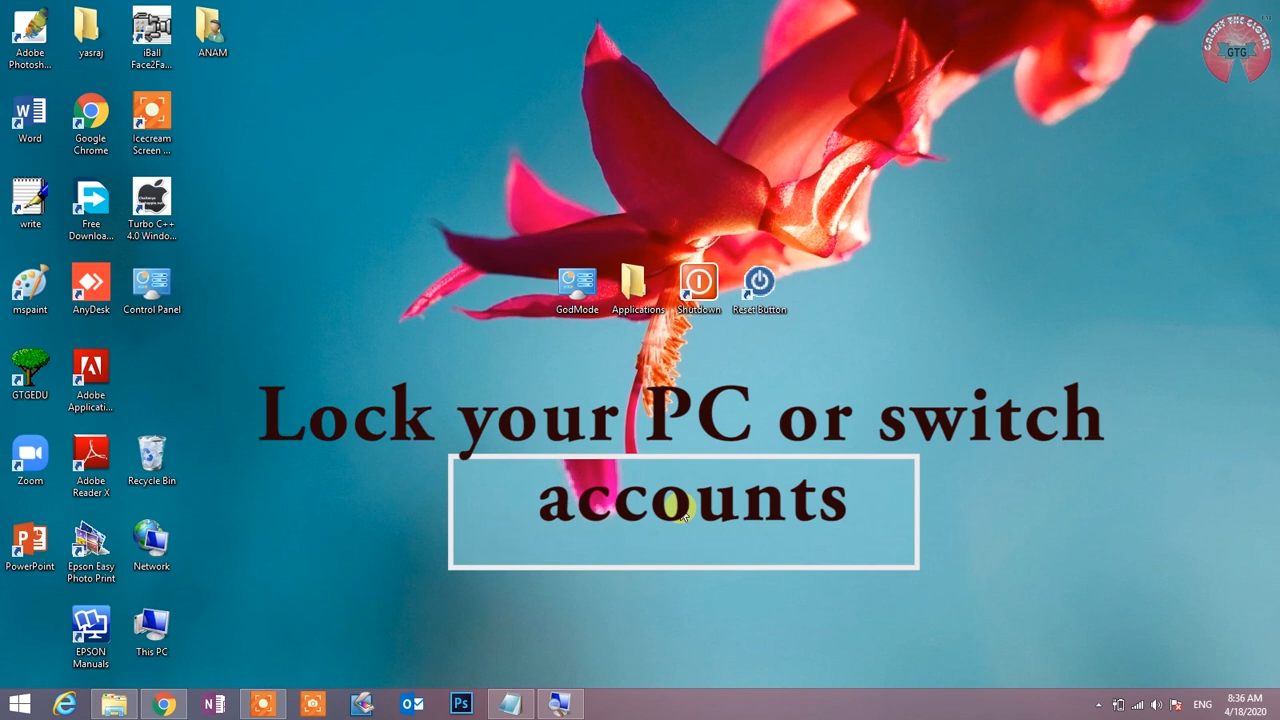 Adobe
Photosh...
yasraj
iBall
Face2Fa...
ANAM
GALAXY THE GLOBAL
GTG
Word
Google
Chrome
Icecream
Screen ...
write
Free
Downloa...
Turbo C++
4.0 Windo...
mspaint
AnyDesk
Control Panel
GodMode
Applications
Shutdown
Reset Button
GTGEDU
Adobe
Applicati...
Lock your PC or switch
accounts
Zoom
Adobe
Reader X
Recycle Bin
PowerPoint
Epson Easy
Photo Print
Network
EPSON
Manuals
This PC
ENG
8:36 AM
4/18/2020